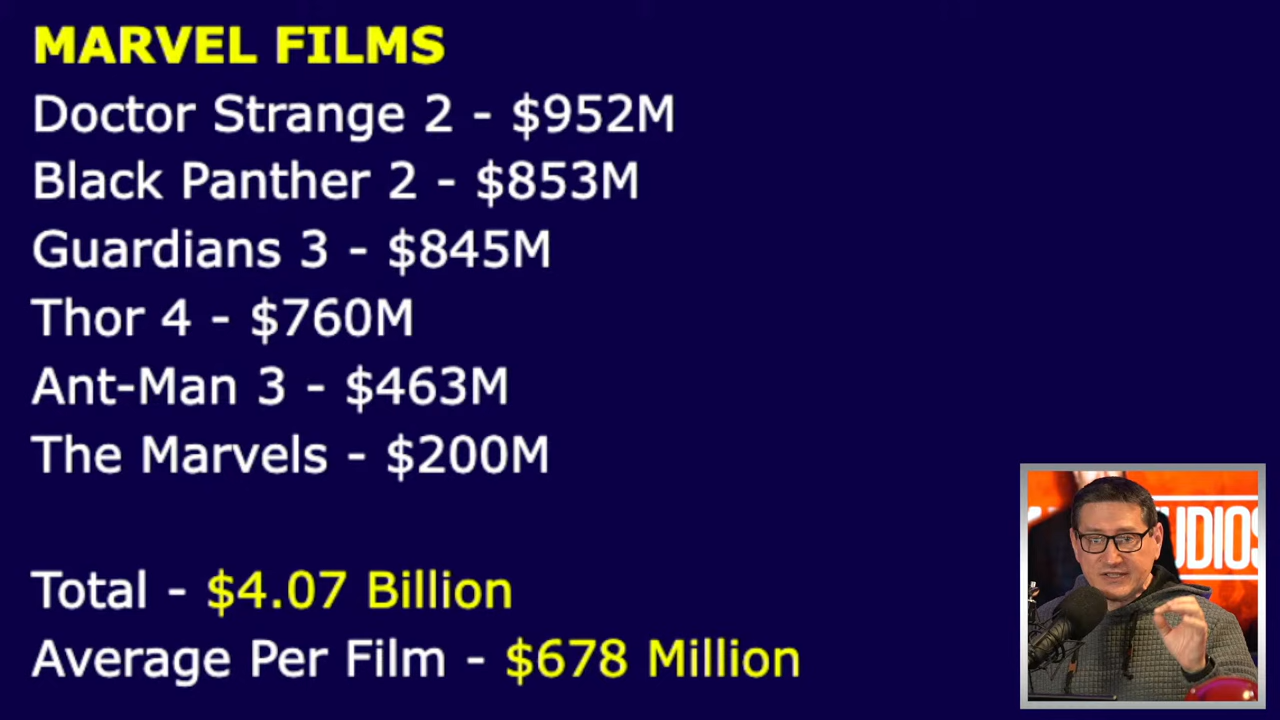 MARVEL FILMS
Doctor Strange 2 - $952M
Black Panther 2 - $853M
Guardians 3 - $845M
Thor 4 - $760M
Ant-Man 3 - $463M
The Marvels - $200M
Total - $4.07 Billion
Average Per Film - $678 Million